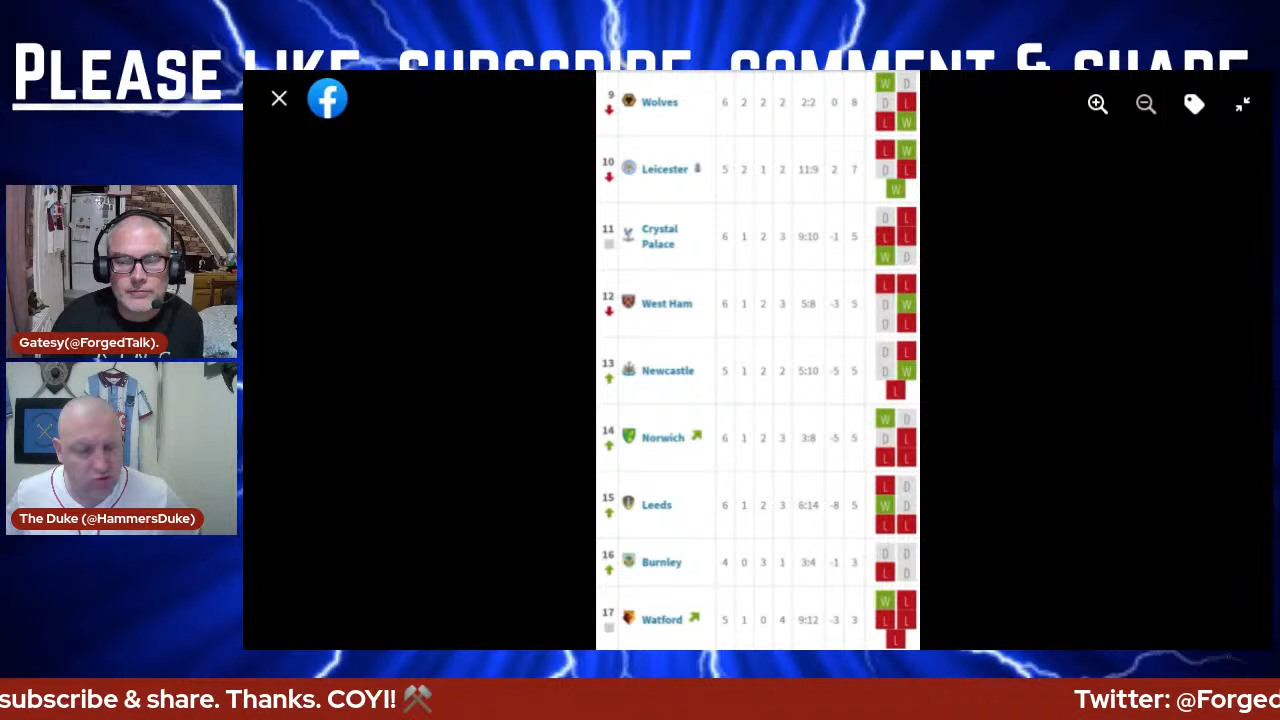 PLEASE LIKE, SUBSCRIBE, COMMENT & SHARE
9 Wolves 6 2 2 2 2:2 0 8 W D D L L W
10 Leicester 5 2 1 2 11:9 2 7 L W D L W
11 Crystal Palace 6 1 2 3 9:10 -1 5 D L L L W D
12 West Ham 6 1 2 3 5:8 -3 5 L L D W D L
13 Newcastle 5 1 2 2 5:10 -5 5 D L D W L
14 Norwich 6 1 2 3 3:8 -5 5 W D D L L L
15 Leeds 6 1 2 3 6:14 -8 5 L D W D L L
16 Burnley 4 0 3 1 3:4 -1 3 D D L D
17 Watford 5 1 0 4 9:12 -3 3 W L L L L
Gatesy(@ForgedTalk).
The Duke (@HammersDuke)
subscribe & share. Thanks. COYI!! ⚒ Twitter: @Forged